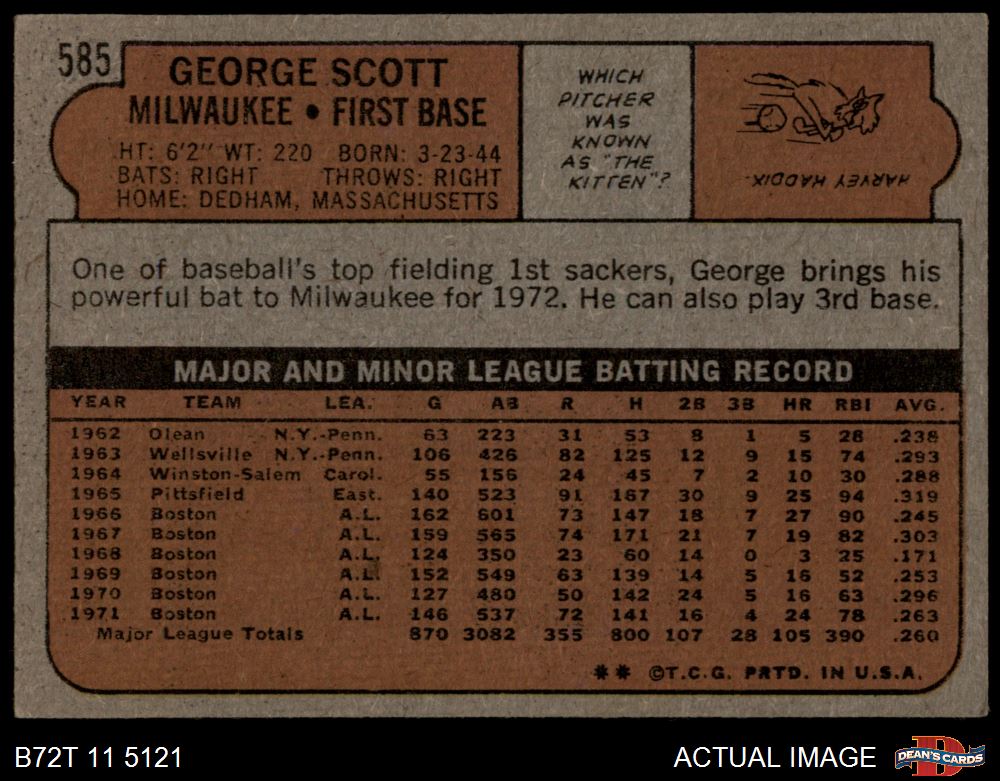 585
GEORGE SCOTT
MILWAUKEE • FIRST BASE
HT: 6'2" WT: 220 BORN: 3-23-44
BATS: RIGHT THROWS: RIGHT
HOME: DEDHAM, MASSACHUSETTS
WHICH
PITCHER
WAS
KNOWN
AS "THE
KITTEN"?
HARVEY HADDIX.
One of baseball's top fielding 1st sackers, George brings his
powerful bat to Milwaukee for 1972. He can also play 3rd base.
MAJOR AND MINOR LEAGUE BATTING RECORD
YEAR TEAM LEA. G AB R H 2B 3B HR RBI AVG.
1962 Olean N.Y.-Penn. 63 223 31 53 8 1 5 28 .238
1963 Wellsville N.Y.-Penn. 106 426 82 125 12 9 15 74 .293
1964 Winston-Salem Carol. 55 156 24 45 7 2 10 30 .288
1965 Pittsfield East. 140 523 91 167 30 9 25 94 .319
1966 Boston A.L. 162 601 73 147 18 7 27 90 .245
1967 Boston A.L. 159 565 74 171 21 7 19 82 .303
1968 Boston A.L. 124 350 23 60 14 0 3 25 .171
1969 Boston A.L. 152 549 63 139 14 5 16 52 .253
1970 Boston A.L. 127 480 50 142 24 5 16 63 .296
1971 Boston A.L. 146 537 72 141 16 4 24 78 .263
Major League Totals 870 3082 355 800 107 28 105 390 .260
** ©T.C.G. PRTD. IN U.S.A.
B72T 11 5121
ACTUAL IMAGE
D
DEAN'S CARDS